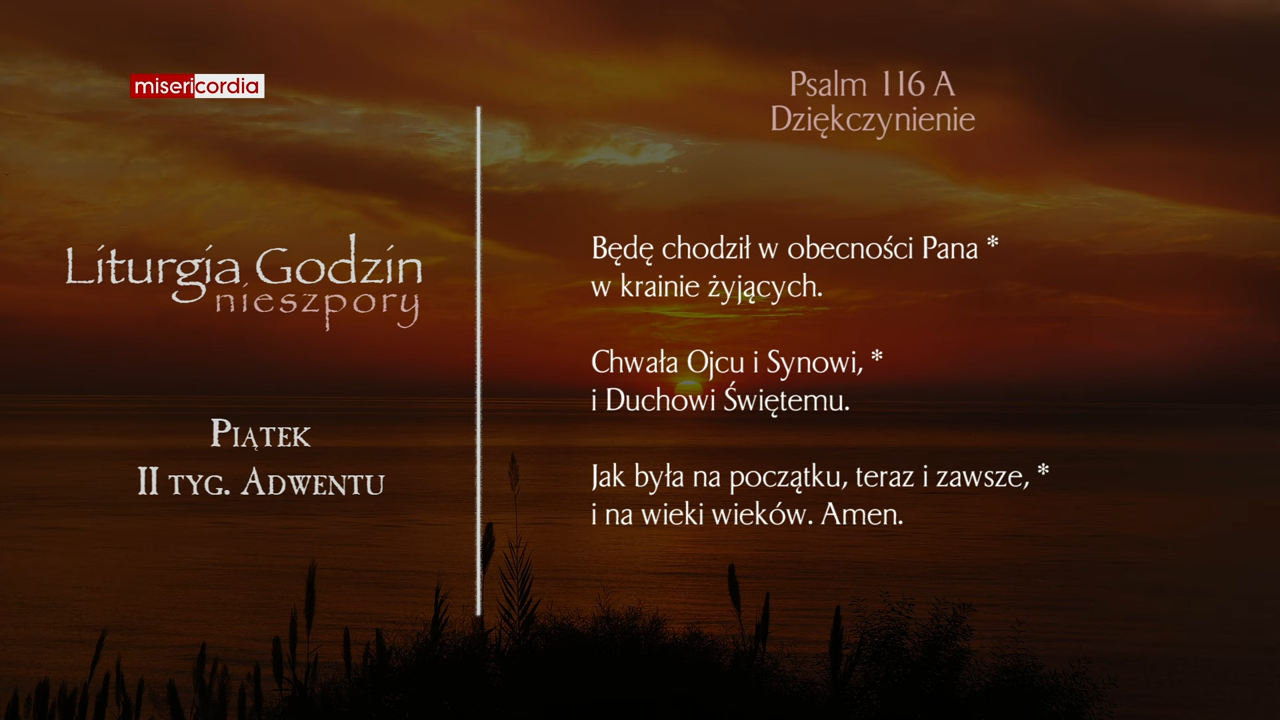 misericordia
Liturgia Godzin
nieszpory
Piątek
II tyg. Adwentu
Psalm 116 A
Dziękczynienie
Będę chodził w obecności Pana *
w krainie żyjących.
Chwała Ojcu i Synowi, *
i Duchowi Świętemu.
Jak była na początku, teraz i zawsze, *
i na wieki wieków. Amen.